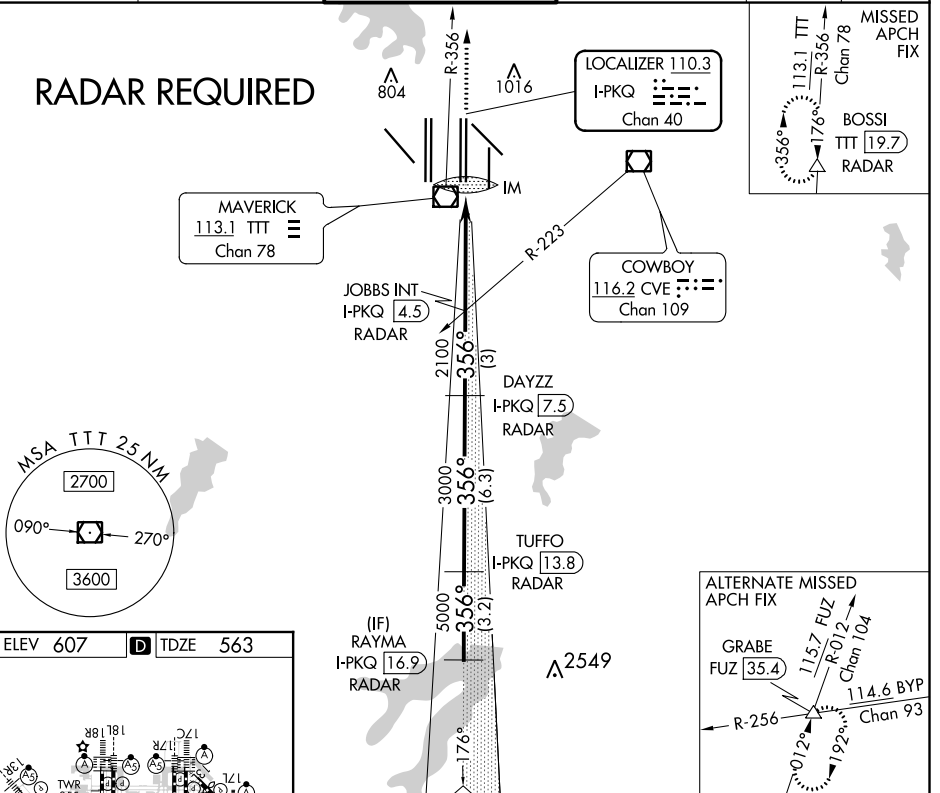 RADAR REQUIRED
R-356
804
1016
LOCALIZER 110.3
I-PKQ
Chan 40
MISSED
APCH
FIX
113.1 TTT
R-356
Chan 78
356°
176°
BOSSI
TTT 19.7
RADAR
IM
MAVERICK
113.1 TTT
Chan 78
R-223
COWBOY
116.2 CVE
Chan 109
JOBBS INT
I-PKQ 4.5
RADAR
2100
356°
(3)
DAYZZ
I-PKQ 7.5
RADAR
MSA TTT 25 NM
2700
090°
270°
3600
3000
356°
(6.3)
TUFFO
I-PKQ 13.8
RADAR
5000
356°
(3.2)
(IF)
RAYMA
I-PKQ 16.9
RADAR
2549
176°
ALTERNATE MISSED
APCH FIX
115.7 FUZ
R-012
Chan 104
GRABE
FUZ 35.4
114.6 BYP
Chan 93
R-256
012°
192°
ELEV 607
D TDZE 563
18R
18L
17R
17C
13R
17L
TWR
A
A5
A5
A
A5
A
P
P
P
P